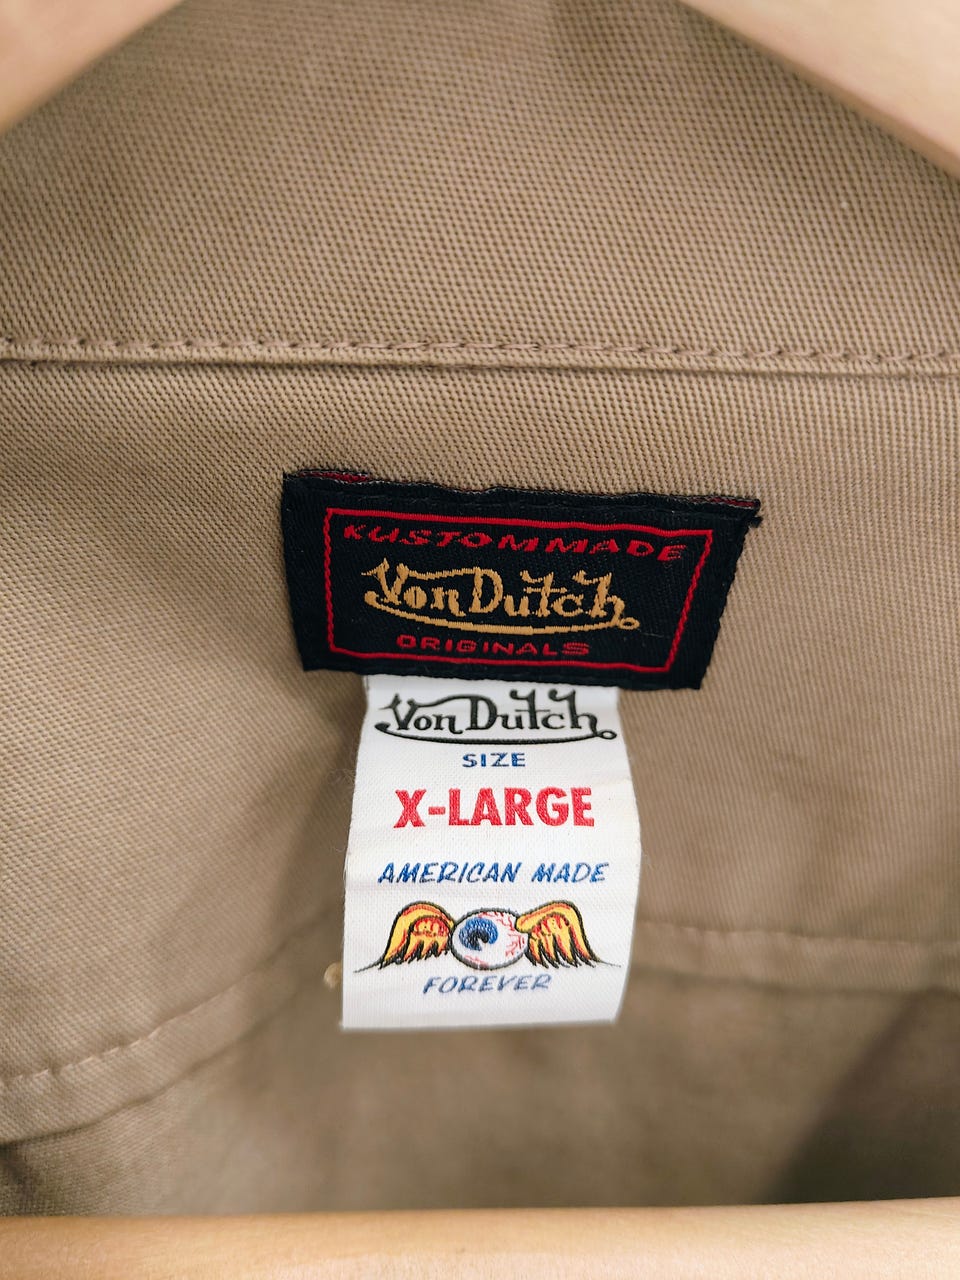 KUSTOMMADE
Von Dutch
ORIGINALS
Von Dutch
SIZE
X-LARGE
AMERICAN MADE
FOREVER